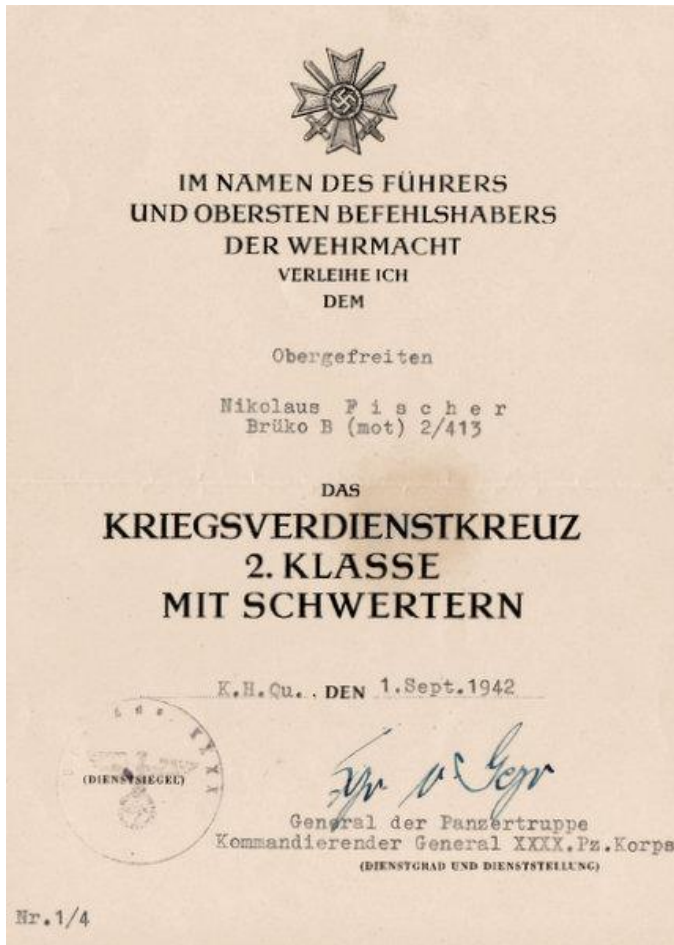 IM NAMEN DES FÜHRERS
UND OBERSTEN BEFEHLSHABERS
DER WEHRMACHT
VERLEIHE ICH
DEM
Obergefreiten
Nikolaus F i s c h e r
Brüko B (mot) 2/413
DAS
KRIEGSVERDIENSTKREUZ
2. KLASSE
MIT SCHWERTERN
K.H.Qu. . DEN 1.Sept.1942
(DIENSTSIEGEL)
General der Panzertruppe
Kommandierender General XXXX.Pz.Korps
(DIENSTGRAD UND DIENSTSTELLUNG)
Nr.1/4